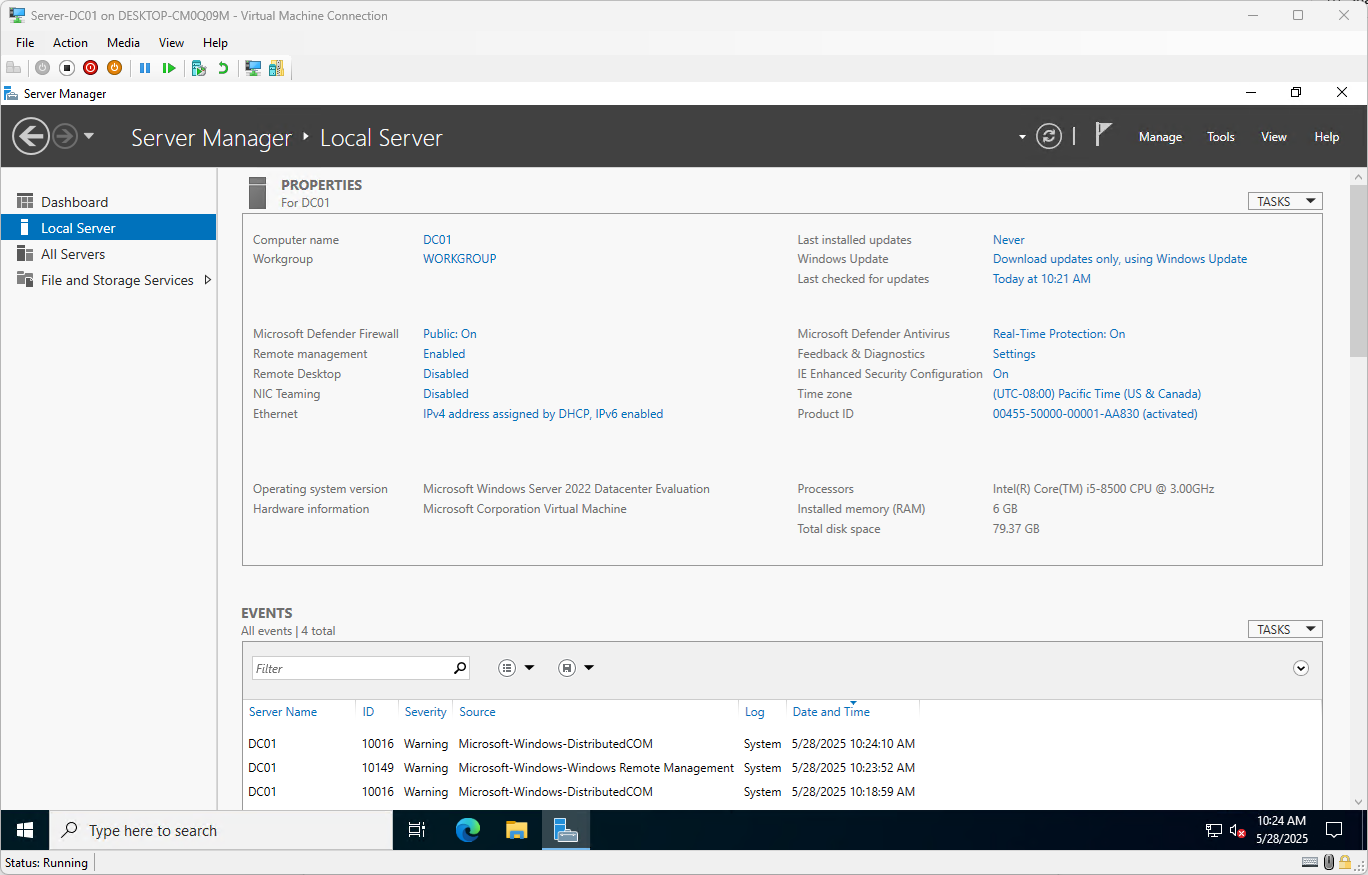 Server-DC01 on DESKTOP-CM0Q09M - Virtual Machine Connection
File Action Media View Help
Server Manager
Server Manager ‣ Local Server
Manage Tools View Help
Dashboard
Local Server
All Servers
File and Storage Services
PROPERTIES
For DC01
TASKS
Computer name DC01
Workgroup WORKGROUP
Last installed updates Never
Windows Update Download updates only, using Windows Update
Last checked for updates Today at 10:21 AM
Microsoft Defender Firewall Public: On
Remote management Enabled
Remote Desktop Disabled
NIC Teaming Disabled
Ethernet IPv4 address assigned by DHCP, IPv6 enabled
Microsoft Defender Antivirus Real-Time Protection: On
Feedback & Diagnostics Settings
IE Enhanced Security Configuration On
Time zone (UTC-08:00) Pacific Time (US & Canada)
Product ID 00455-50000-00001-AA830 (activated)
Operating system version Microsoft Windows Server 2022 Datacenter Evaluation
Hardware information Microsoft Corporation Virtual Machine
Processors Intel(R) Core(TM) i5-8500 CPU @ 3.00GHz
Installed memory (RAM) 6 GB
Total disk space 79.37 GB
EVENTS
All events | 4 total
TASKS
Filter
Server Name ID Severity Source Log Date and Time
DC01 10016 Warning Microsoft-Windows-DistributedCOM System 5/28/2025 10:24:10 AM
DC01 10149 Warning Microsoft-Windows-Windows Remote Management System 5/28/2025 10:23:52 AM
DC01 10016 Warning Microsoft-Windows-DistributedCOM System 5/28/2025 10:18:59 AM
Type here to search
10:24 AM
5/28/2025
Status: Running